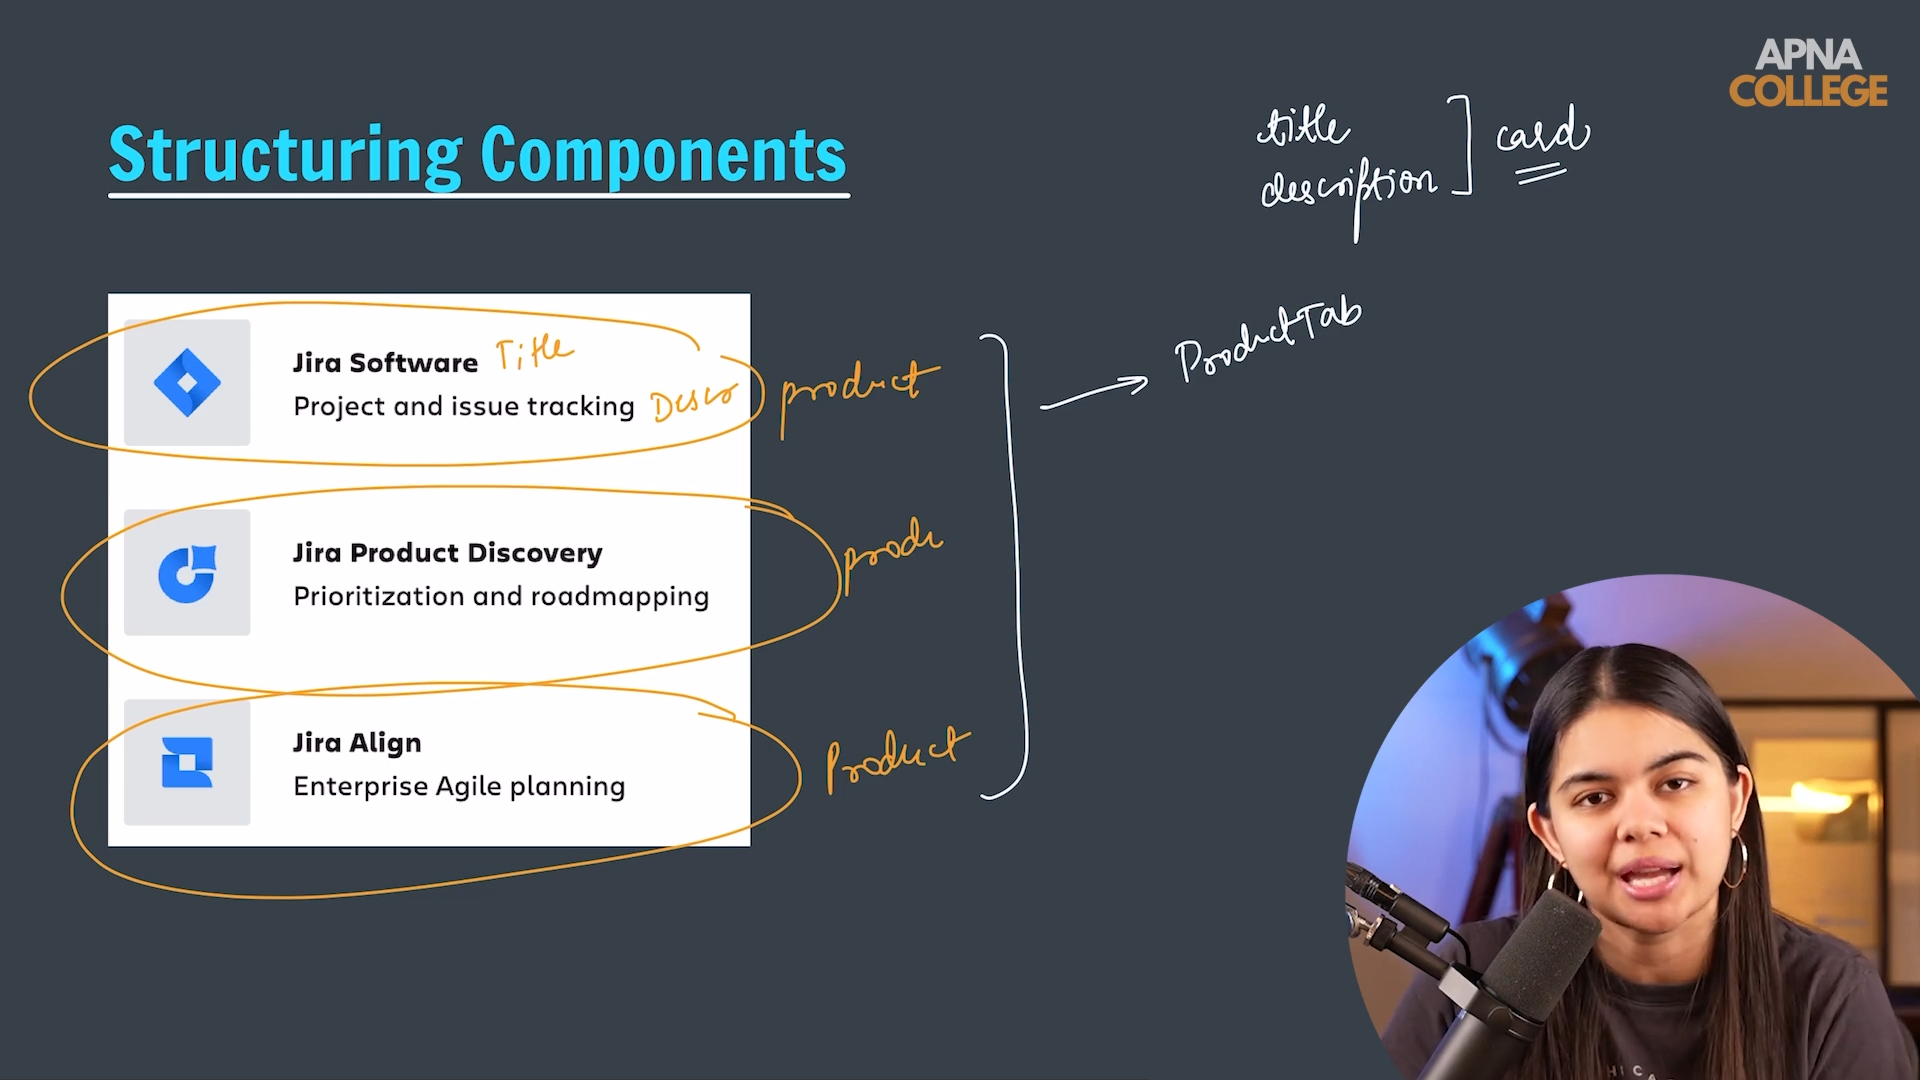 APNA
COLLEGE
Structuring Components
title
description
card
ProductTab
Jira Software
Title
Project and issue tracking
Desc
product
Jira Product Discovery
Prioritization and roadmapping
produ
Jira Align
Enterprise Agile planning
Product